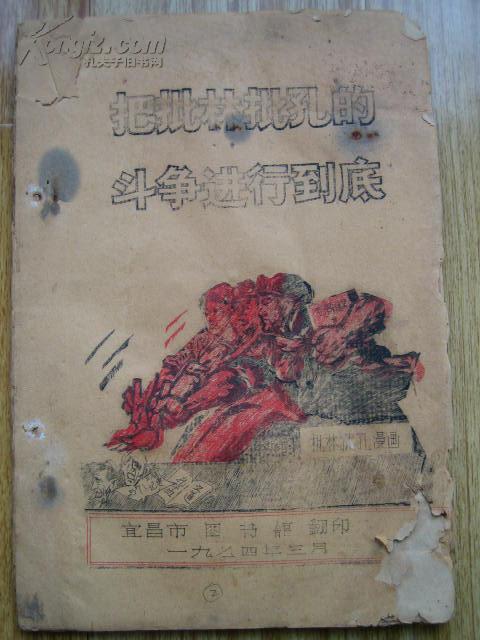 Kongfz.com
孔夫子旧书网
把批林批孔的
斗争进行到底
批林批孔漫画
宜昌市图书馆翻印
一九七四年三月
2